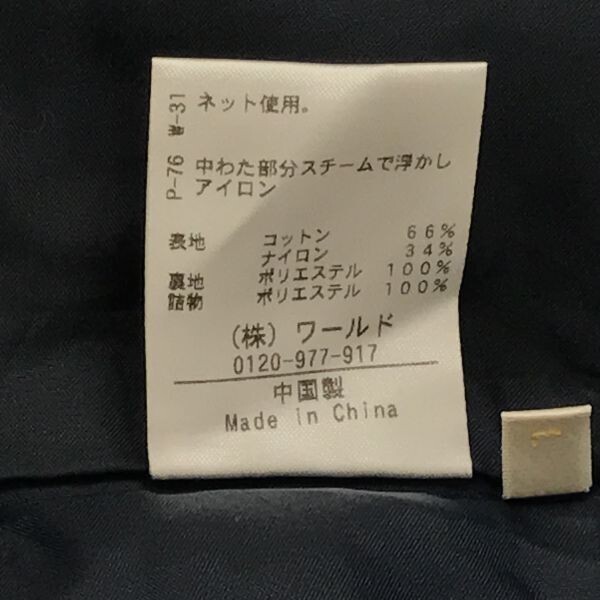 W-31 ネット使用。
P-76 中わた部分スチームで浮かし
アイロン
表地 コットン 66%
ナイロン 34%
裏地 ポリエステル 100%
詰物 ポリエステル 100%
(株) ワールド
0120-977-917
中国製
Made in China